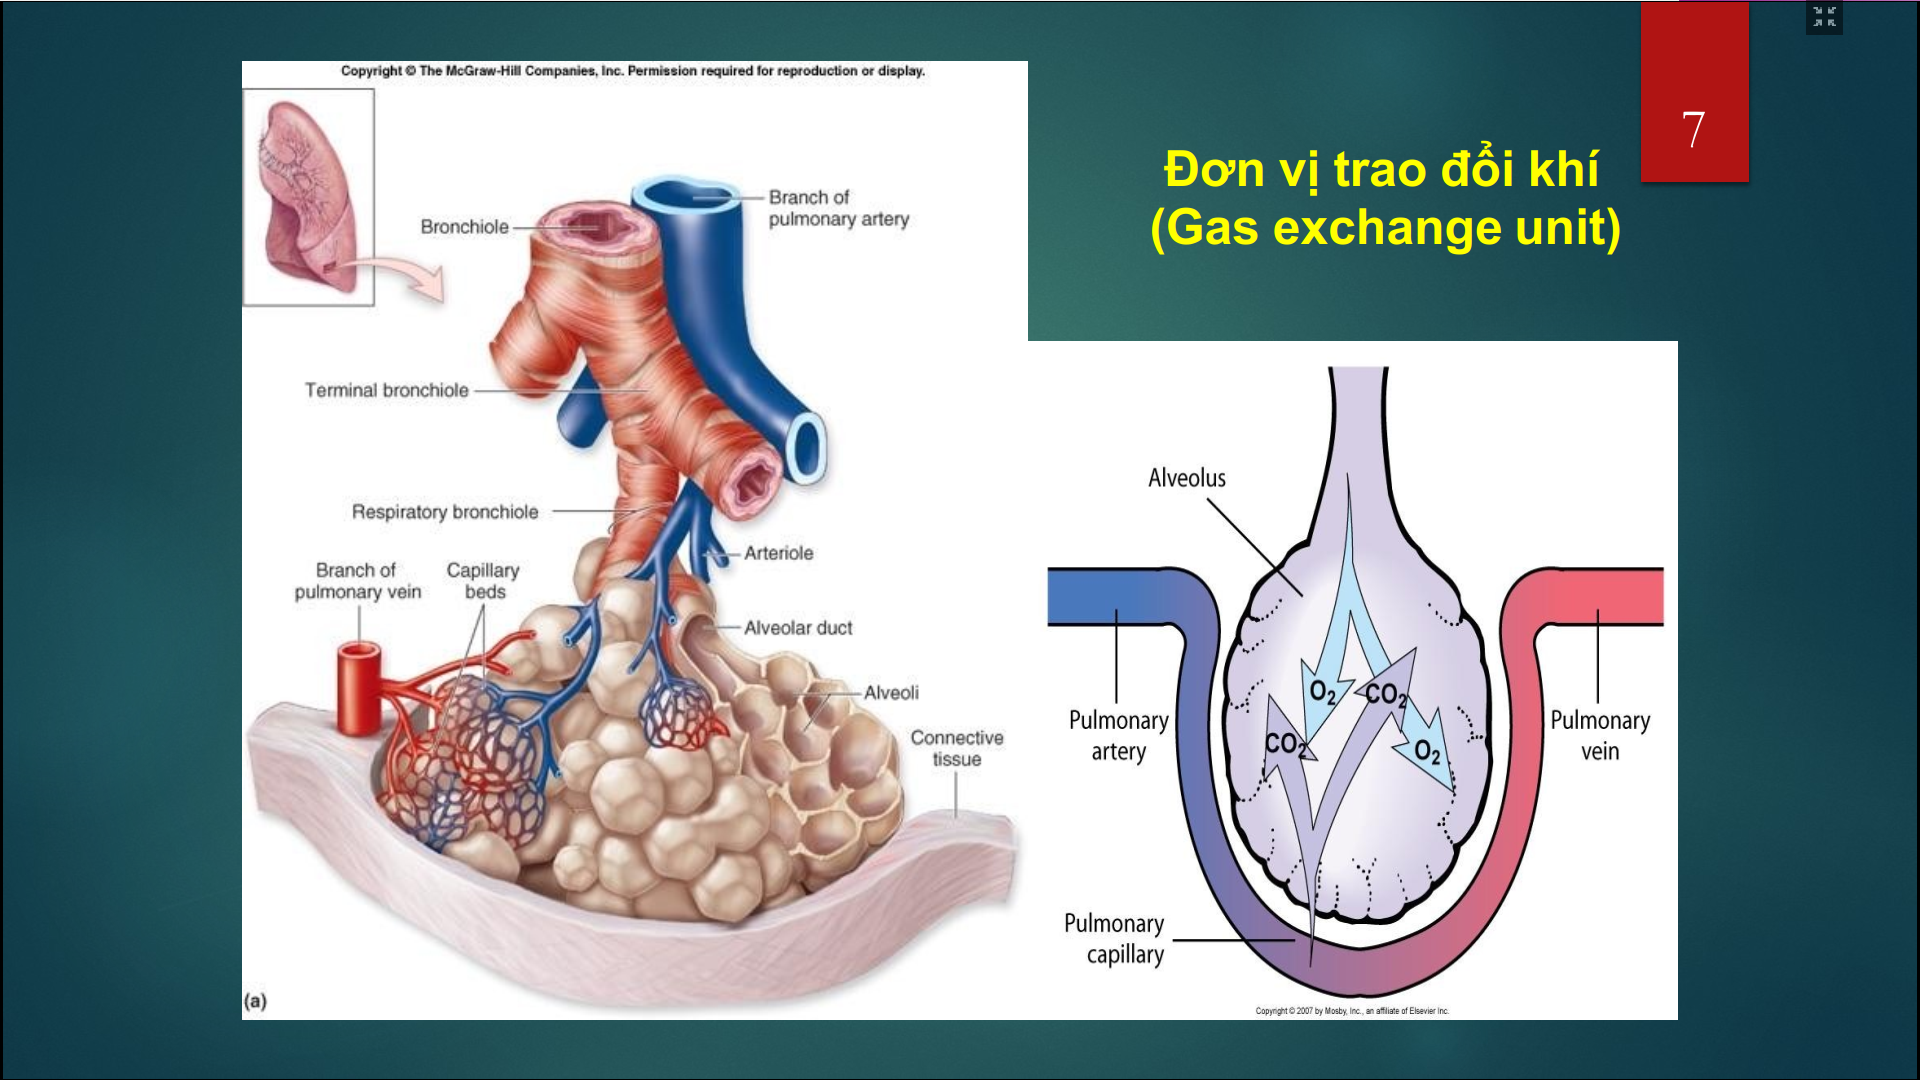 Copyright © The McGraw-Hill Companies, Inc. Permission required for reproduction or display.
7
Đơn vị trao đổi khí
(Gas exchange unit)
Branch of
pulmonary artery
Bronchiole
Terminal bronchiole
Respiratory bronchiole
Arteriole
Branch of
pulmonary vein
Capillary
beds
Alveolar duct
Alveoli
Connective
tissue
(a)
Alveolus
O2
CO2
CO2
O2
Pulmonary
artery
Pulmonary
vein
Pulmonary
capillary
Copyright © 2007 by Mosby, Inc., an affiliate of Elsevier Inc.